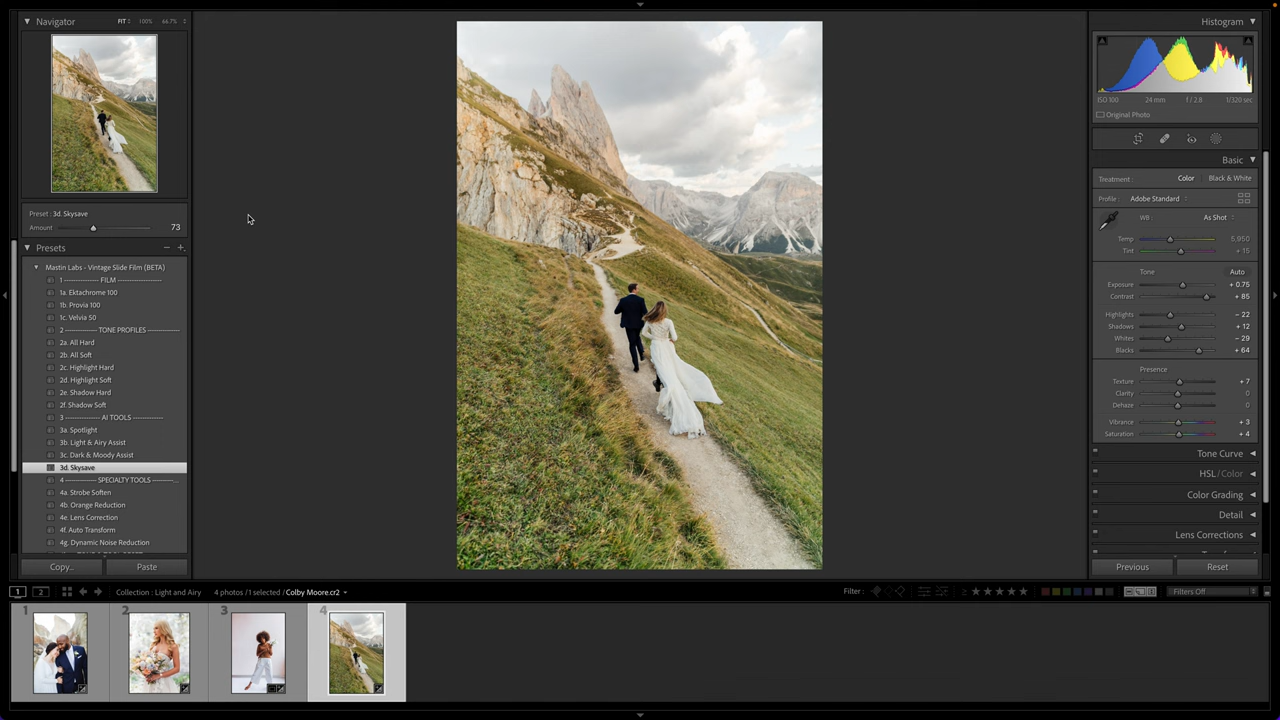 Navigator
FIT
100%
66.7%
Preset: 3d. Skysave
Amount
73
Presets
Mastin Labs - Vintage Slide Film (BETA)
1 -------------- FILM ------------------
1a. Ektachrome 100
1b. Provia 100
1c. Velvia 50
2 ----------- TONE PROFILES -----------
2a. All Hard
2b. All Soft
2c. Highlight Hard
2d. Highlight Soft
2e. Shadow Hard
2f. Shadow Soft
3 -------------- AI TOOLS -------------
3a. Spotlight
3b. Light & Airy Assist
3c. Dark & Moody Assist
3d. Skysave
4 ------------ SPECIALTY TOOLS ---------...
4a. Strobe Soften
4b. Orange Reduction
4e. Lens Correction
4f. Auto Transform
4g. Dynamic Noise Reduction
Copy...
Paste
Histogram
ISO 100
24 mm
f / 2.8
1/320 sec
Original Photo
Basic
Treatment:
Color
Black & White
Profile:
Adobe Standard
WB:
As Shot
Temp
5,950
Tint
+ 15
Tone
Auto
Exposure
+ 0.75
Contrast
+ 85
Highlights
− 22
Shadows
+ 12
Whites
− 29
Blacks
+ 64
Presence
Texture
+ 7
Clarity
0
Dehaze
0
Vibrance
+ 3
Saturation
+ 4
Tone Curve
HSL / Color
Color Grading
Detail
Lens Corrections
Previous
Reset
1
2
Collection : Light and Airy
4 photos / 1 selected / Colby Moore.cr2
Filter :
Filters Off
1
2
3
4